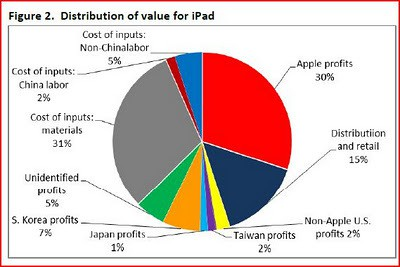 Figure 2.  Distribution of value for iPad
Cost of inputs:
Non-Chinalabor
5%
Apple profits
30%
Cost of inputs:
China labor
2%
Cost of inputs:
materials
31%
Distributiion
and retail
15%
Unidentified
profits
5%
S. Korea profits
7%
Japan profits
1%
Taiwan profits
2%
Non-Apple U.S.
profits 2%